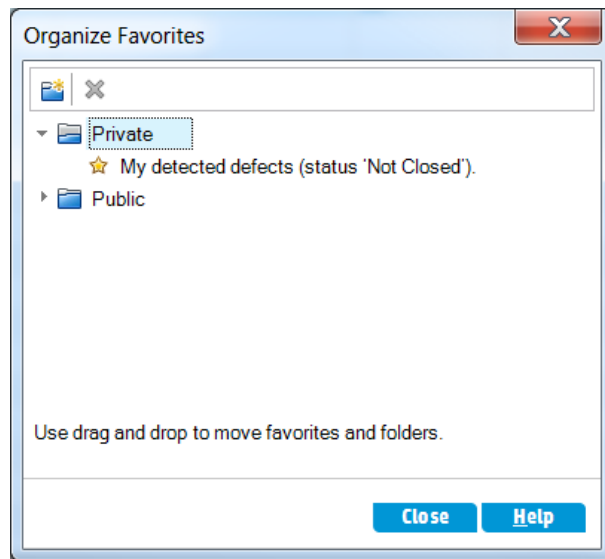 Organize Favorites
Private
My detected defects (status 'Not Closed').
Public
Use drag and drop to move favorites and folders.
Close Help